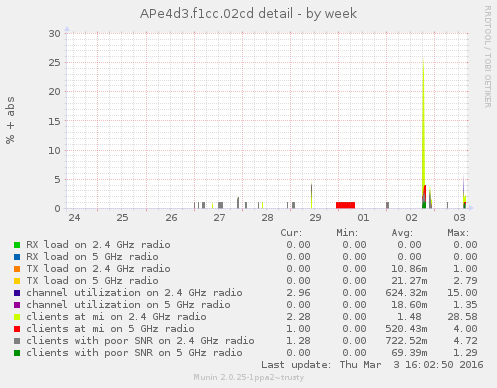 APe4d3.f1cc.02cd detail - by week
RRDTOOL / TOBI OETIKER
% + abs
30
25
20
15
10
5
0
24 25 26 27 28 29 01 02 03
Cur: Min: Avg: Max:
RX load on 2.4 GHz radio 0.00 0.00 0.00 0.00
RX load on 5 GHz radio 0.00 0.00 0.00 0.00
TX load on 2.4 GHz radio 0.00 0.00 10.86m 1.00
TX load on 5 GHz radio 0.00 0.00 21.27m 2.79
channel utilization on 2.4 GHz radio 2.96 0.00 624.32m 15.00
channel utilization on 5 GHz radio 0.00 0.00 18.60m 1.35
clients at mi on 2.4 GHz radio 2.28 0.00 1.48 28.58
clients at mi on 5 GHz radio 1.00 0.00 520.43m 4.00
clients with poor SNR on 2.4 GHz radio 1.28 0.00 722.52m 4.72
clients with poor SNR on 5 GHz radio 0.00 0.00 69.39m 1.29
Last update: Thu Mar 3 16:02:50 2016
Munin 2.0.25-1ppa2~trusty